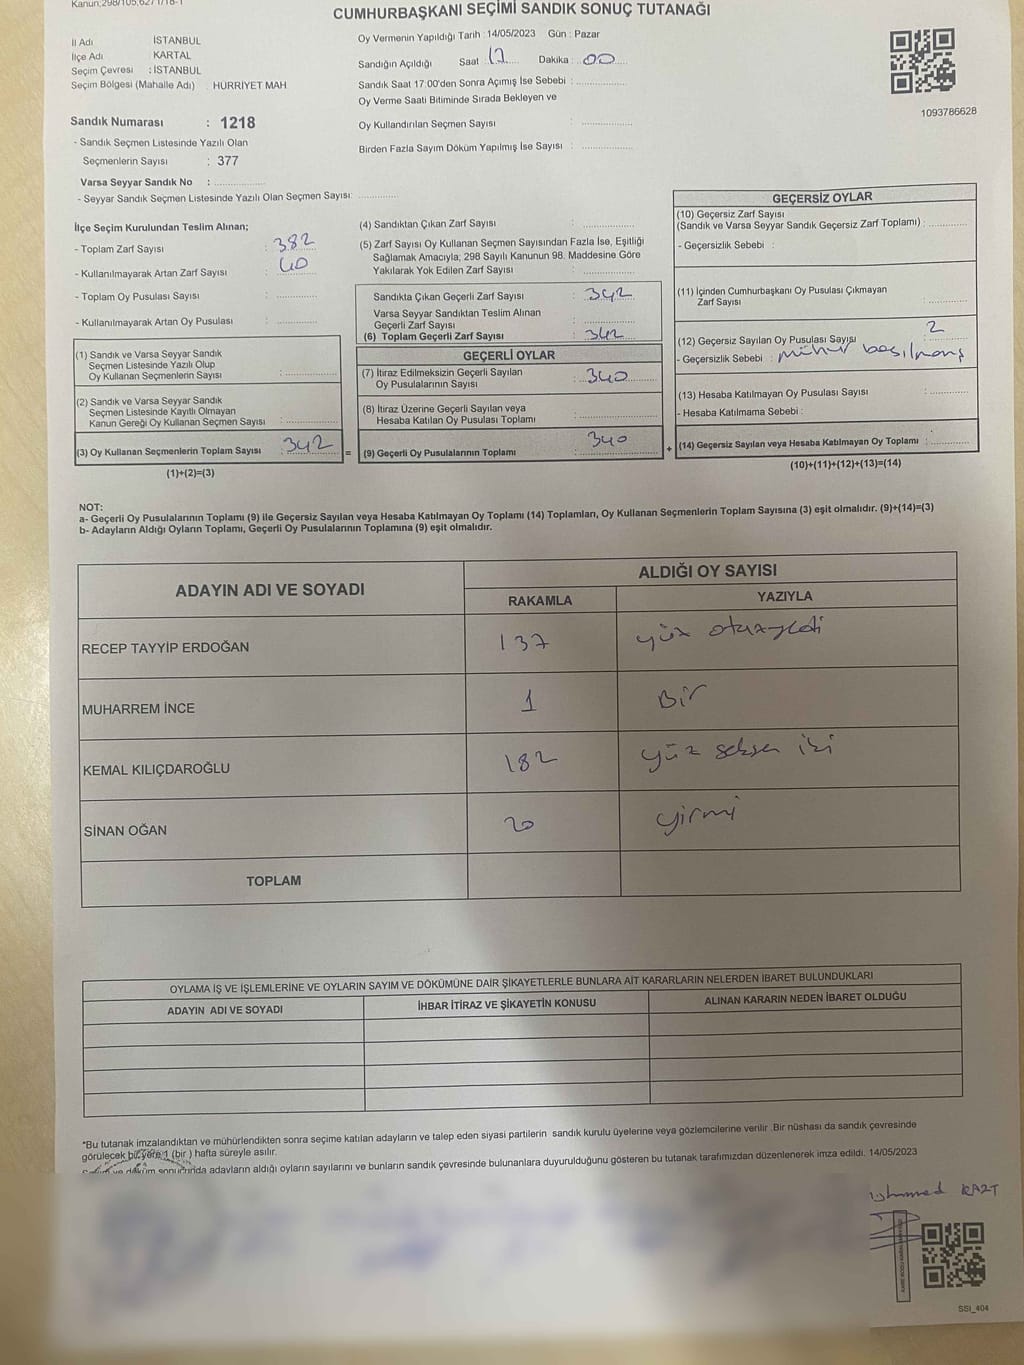 Kanun;298/105,627/1/18-1
CUMHURBAŞKANI SEÇİMİ SANDIK SONUÇ TUTANAĞI
İl Adı İSTANBUL
İlçe Adı KARTAL
Seçim Çevresi : İSTANBUL
Seçim Bölgesi (Mahalle Adı) : HÜRRİYET MAH
Sandık Numarası : 1218
- Sandık Seçmen Listesinde Yazılı Olan
Seçmenlerin Sayısı : 377
Varsa Seyyar Sandık No :
- Seyyar Sandık Seçmen Listesinde Yazılı Olan Seçmen Sayısı:
Oy Vermenin Yapıldığı Tarih : 14/05/2023 Gün : Pazar
Sandığın Açıldığı Saat 17 Dakika : 00
Sandık Saat 17:00'den Sonra Açımış İse Sebebi :
Oy Verme Saati Bitiminde Sırada Bekleyen ve
Oy Kullandırılan Seçmen Sayısı :
Birden Fazla Sayım Döküm Yapılmış İse Sayısı :
1093786628
İlçe Seçim Kurulundan Teslim Alınan;
- Toplam Zarf Sayısı : 382
- Kullanılmayarak Artan Zarf Sayısı : 40
- Toplam Oy Pusulası Sayısı :
- Kullanılmayarak Artan Oy Pusulası :
(1) Sandık ve Varsa Seyyar Sandık
Seçmen Listesinde Yazılı Olup
Oy Kullanan Seçmenlerin Sayısı :
(2) Sandık ve Varsa Seyyar Sandık
Seçmen Listesinde Kayıtlı Olmayan
Kanun Gereği Oy Kullanan Seçmen Sayısı :
(3) Oy Kullanan Seçmenlerin Toplam Sayısı : 342 =
(1)+(2)=(3)
(4) Sandıktan Çıkan Zarf Sayısı :
(5) Zarf Sayısı Oy Kullanan Seçmen Sayısından Fazla İse, Eşitliği
Sağlamak Amacıyla; 298 Sayılı Kanunun 98. Maddesine Göre
Yakılarak Yok Edilen Zarf Sayısı :
Sandıkta Çıkan Geçerli Zarf Sayısı : 342
Varsa Seyyar Sandıktan Teslim Alınan
Geçerli Zarf Sayısı :
(6) Toplam Geçerli Zarf Sayısı : 342
GEÇERLİ OYLAR
(7) İtiraz Edilmeksizin Geçerli Sayılan
Oy Pusulalarının Sayısı : 340
(8) İtiraz Üzerine Geçerli Sayılan veya
Hesaba Katılan Oy Pusulası Toplamı :
(9) Geçerli Oy Pusulalarının Toplamı : 340 +
GEÇERSİZ OYLAR
(10) Geçersiz Zarf Sayısı
(Sandık ve Varsa Seyyar Sandık Geçersiz Zarf Toplamı) :
- Geçersizlik Sebebi :
(11) İçinden Cumhurbaşkanı Oy Pusulası Çıkmayan
Zarf Sayısı :
(12) Geçersiz Sayılan Oy Pusulası Sayısı : 2
- Geçersizlik Sebebi : mühür basılmamış
(13) Hesaba Katılmayan Oy Pusulası Sayısı :
- Hesaba Katılmama Sebebi :
(14) Geçersiz Sayılan veya Hesaba Katılmayan Oy Toplamı :
(10)+(11)+(12)+(13)=(14)
NOT:
a- Geçerli Oy Pusulalarının Toplamı (9) ile Geçersiz Sayılan veya Hesaba Katılmayan Oy Toplamı (14) Toplamları, Oy Kullanan Seçmenlerin Toplam Sayısına (3) eşit olmalıdır. (9)+(14)=(3)
b- Adayların Aldığı Oyların Toplamı, Geçerli Oy Pusulalarının Toplamına (9) eşit olmalıdır.
ADAYIN ADI VE SOYADI ALDIĞI OY SAYISI
RAKAMLA YAZIYLA
RECEP TAYYİP ERDOĞAN 137 yüz otuzyedi
MUHARREM İNCE 1 Bir
KEMAL KILIÇDAROĞLU 182 yüz seksen iki
SİNAN OĞAN 20 yirmi
TOPLAM
OYLAMA İŞ VE İŞLEMLERİNE VE OYLARIN SAYIM VE DÖKÜMÜNE DAİR ŞİKAYETLERLE BUNLARA AİT KARARLARIN NELERDEN İBARET BULUNDUKLARI
ADAYIN ADI VE SOYADI İHBAR İTİRAZ VE ŞİKAYETİN KONUSU ALINAN KARARIN NEDEN İBARET OLDUĞU
*Bu tutanak imzalandıktan ve mühürlendikten sonra seçime katılan adayların ve talep eden siyasi partilerin sandık kurulu üyelerine veya gözlemcilerine verilir .Bir nüshası da sandık çevresinde
görülecek bir yere 1 (bir ) hafta süreyle asılır.
ve döküm sonucunda adayların aldığı oyların sayılarını ve bunların sandık çevresinde bulunanlara duyurulduğunu gösteren bu tutanak tarafımızdan düzenlenerek imza edildi. 14/05/2023
SSI_404